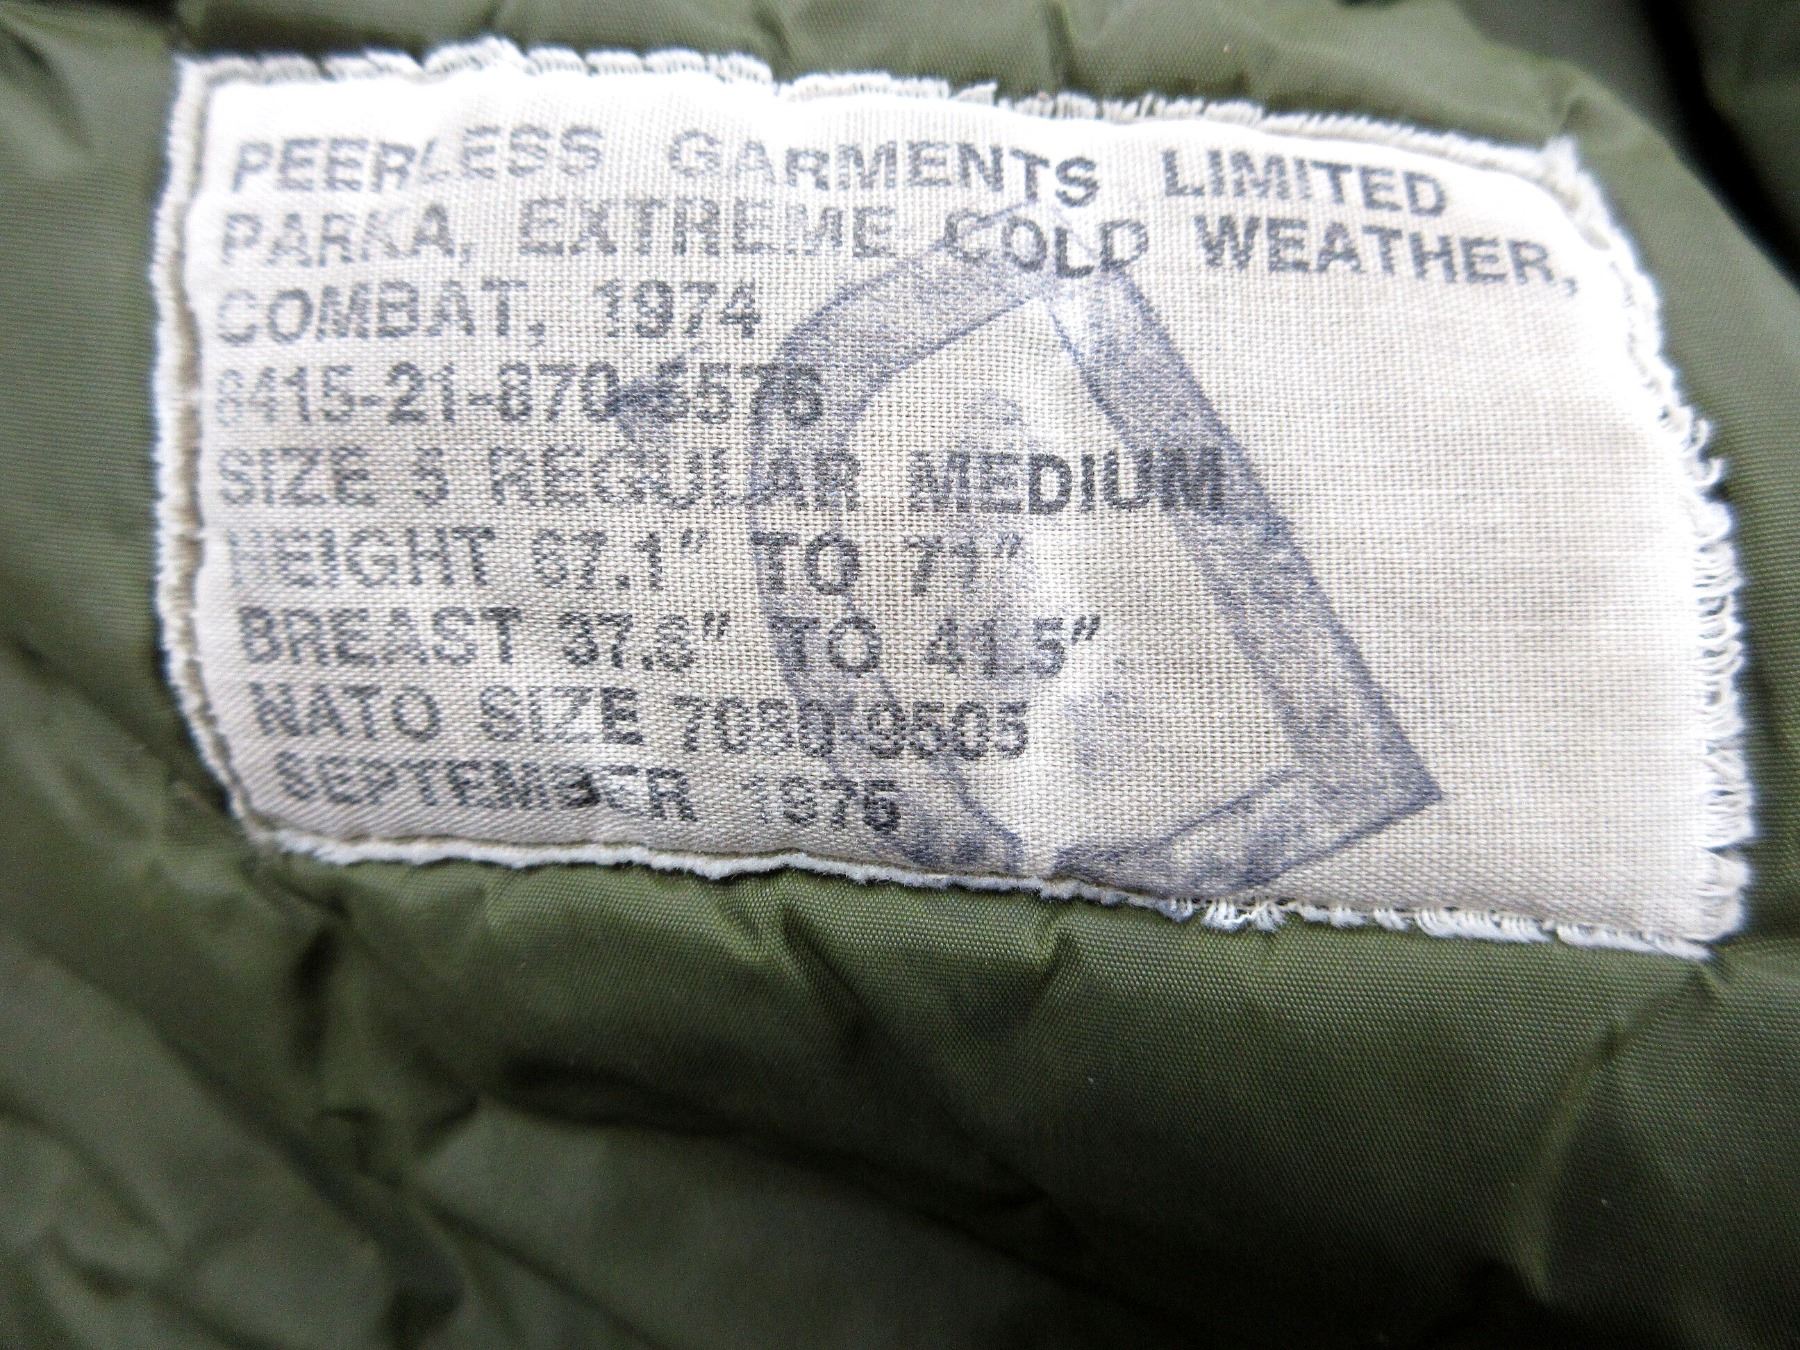 PEERLESS GARMENTS LIMITED
PARKA, EXTREME COLD WEATHER,
COMBAT, 1974
8415-21-870-6576
SIZE 5 REGULAR MEDIUM
HEIGHT 67.1" TO 71"
BREAST 37.8" TO 41.5"
NATO SIZE 7080-9505
SEPTEMBER 1975